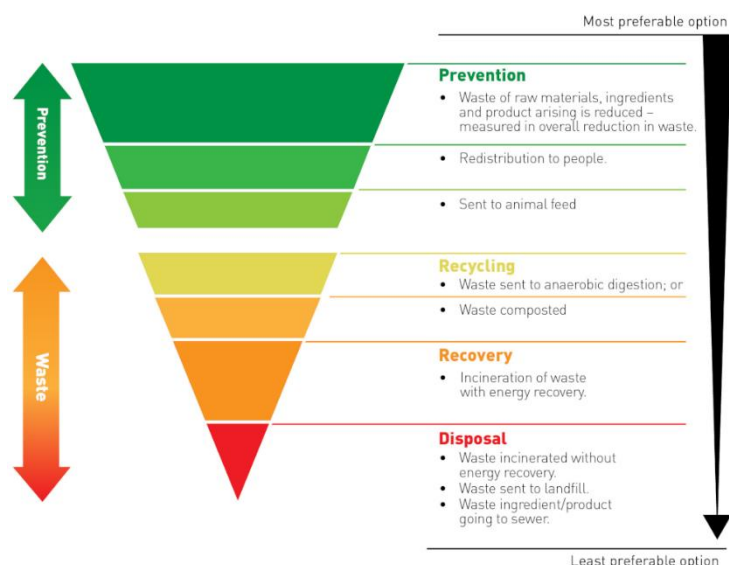 Most preferable option
Prevention
Prevention
• Waste of raw materials, ingredients
and product arising is reduced –
measured in overall reduction in waste.
• Redistribution to people.
• Sent to animal feed
Waste
Recycling
• Waste sent to anaerobic digestion; or
• Waste composted
Recovery
• Incineration of waste
with energy recovery.
Disposal
• Waste incinerated without
energy recovery.
• Waste sent to landfill.
• Waste ingredient/product
going to sewer.
Least preferable option